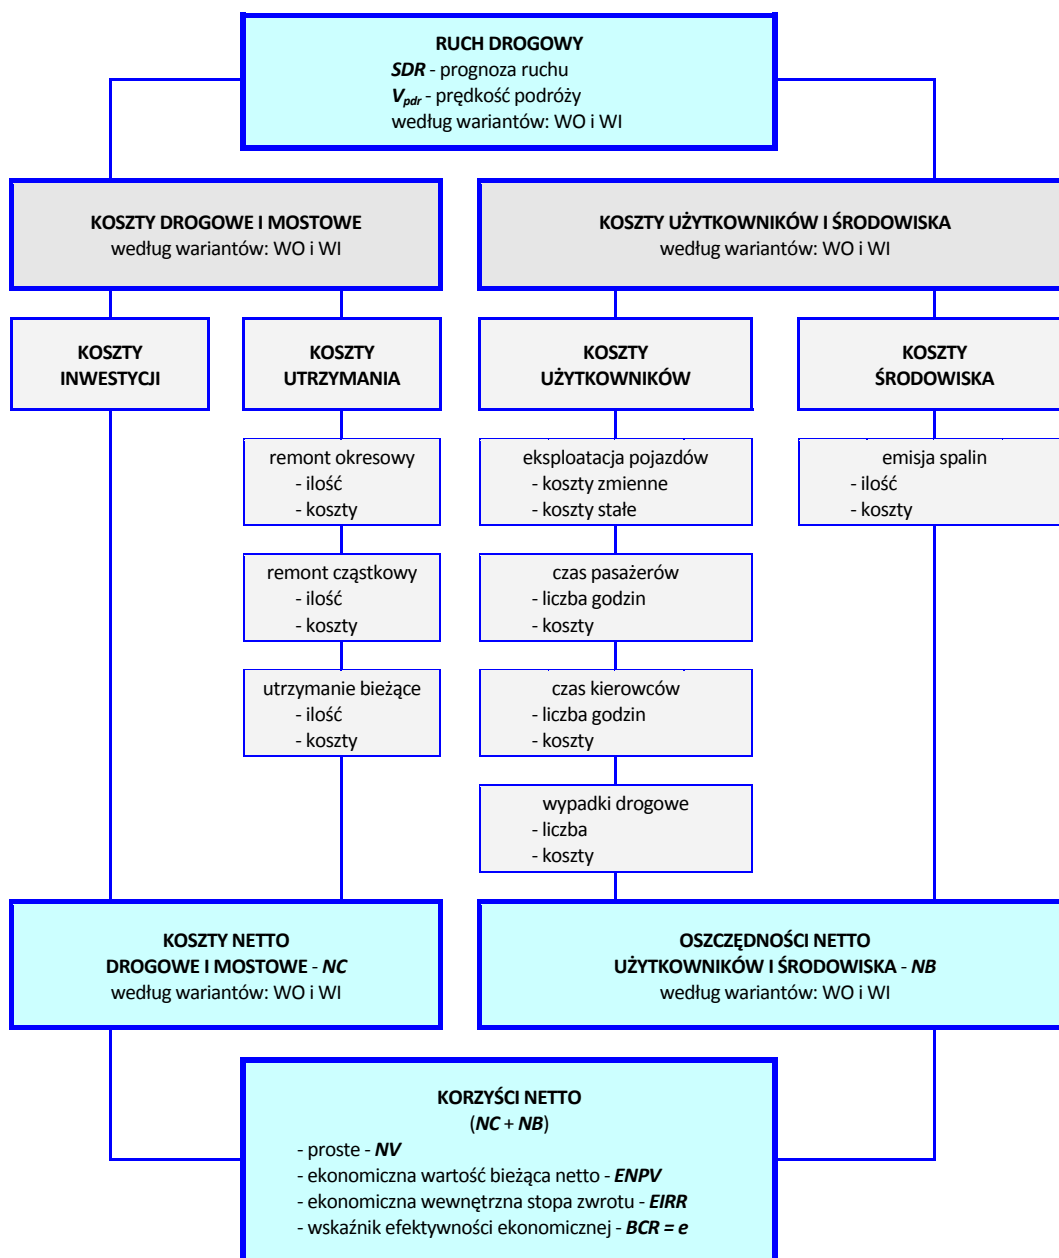 RUCH DROGOWY
SDR - prognoza ruchu
Vpdr - prędkość podróży
według wariantów: WO i WI
KOSZTY DROGOWE I MOSTOWE
według wariantów: WO i WI
KOSZTY UŻYTKOWNIKÓW I ŚRODOWISKA
według wariantów: WO i WI
KOSZTY
INWESTYCJI
KOSZTY
UTRZYMANIA
KOSZTY
UŻYTKOWNIKÓW
KOSZTY
ŚRODOWISKA
remont okresowy
- ilość
- koszty
eksploatacja pojazdów
- koszty zmienne
- koszty stałe
emisja spalin
- ilość
- koszty
remont cząstkowy
- ilość
- koszty
czas pasażerów
- liczba godzin
- koszty
utrzymanie bieżące
- ilość
- koszty
czas kierowców
- liczba godzin
- koszty
wypadki drogowe
- liczba
- koszty
KOSZTY NETTO
DROGOWE I MOSTOWE - NC
według wariantów: WO i WI
OSZCZĘDNOŚCI NETTO
UŻYTKOWNIKÓW I ŚRODOWISKA - NB
według wariantów: WO i WI
KORZYŚCI NETTO
(NC + NB)
- proste - NV
- ekonomiczna wartość bieżąca netto - ENPV
- ekonomiczna wewnętrzna stopa zwrotu - EIRR
- wskaźnik efektywności ekonomicznej - BCR = e